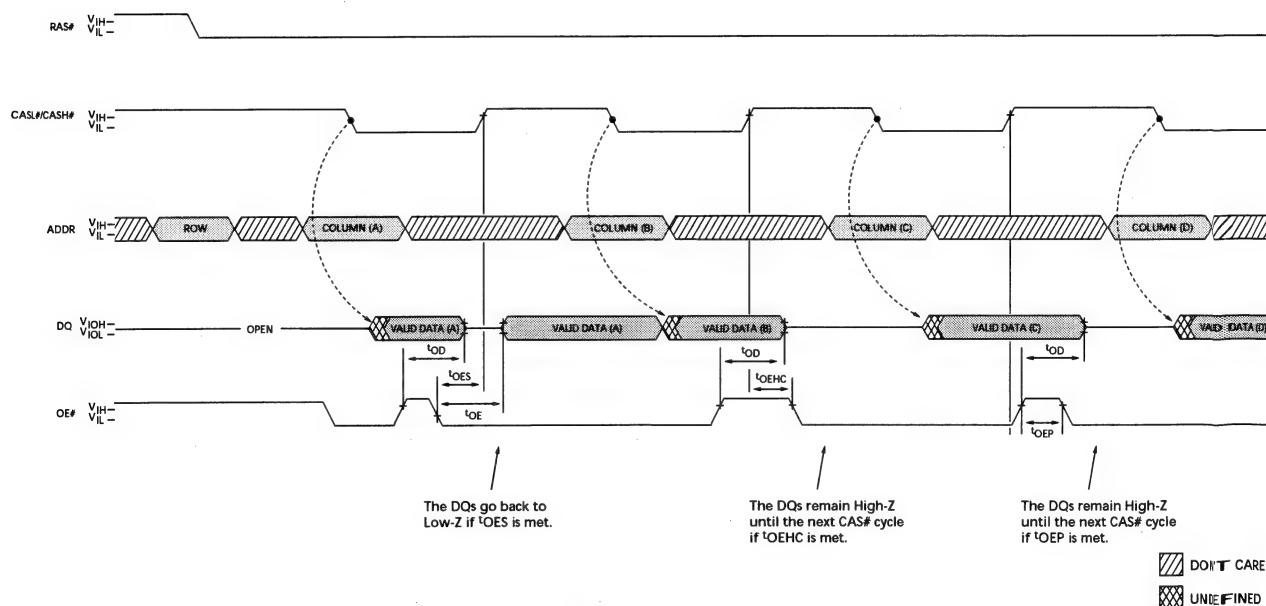 RAS# VIH
VIL
CASL#/CASH# VIH
VIL
ADDR VIH
VIL
ROW
COLUMN (A)
COLUMN (B)
COLUMN (C)
COLUMN (D)
DQ VIOH
VIOL
OPEN
VALID DATA (A)
VALID DATA (A)
VALID DATA (B)
VALID DATA (C)
VALID DATA (D)
tOD
tOD
tOD
tOES
tOEHC
tOE
OE# VIH
VIL
tOEP
The DQs go back to
Low-Z if tOES is met.
The DQs remain High-Z
until the next CAS# cycle
if tOEHC is met.
The DQs remain High-Z
until the next CAS# cycle
if tOEP is met.
DON'T CARE
UNDEFINED